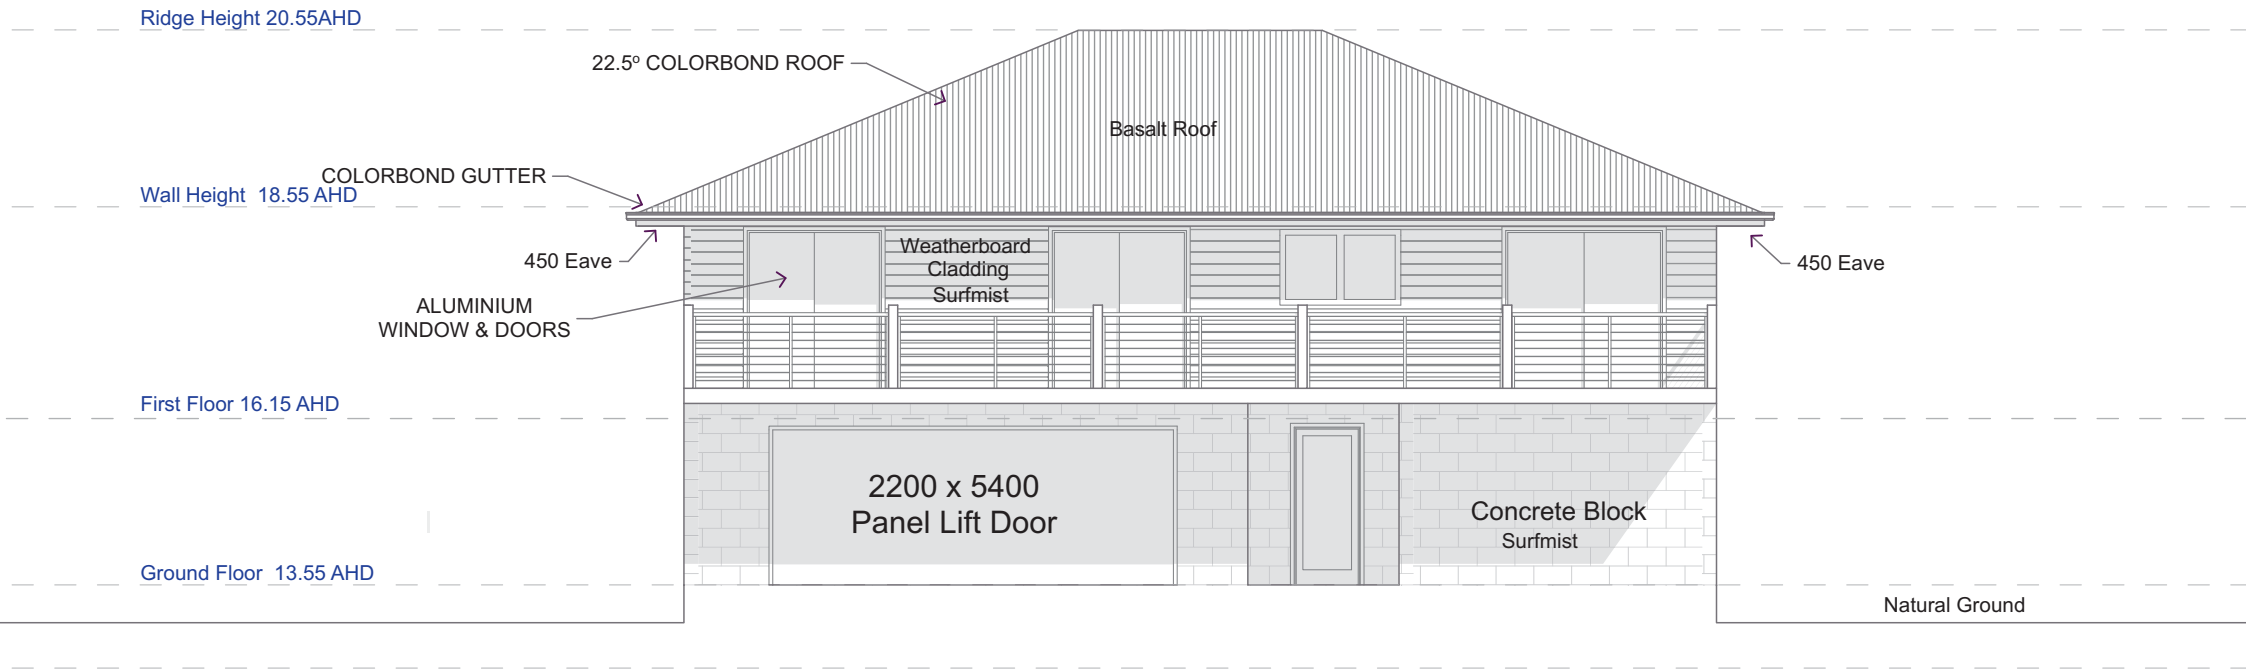 Ridge Height 20.55AHD
22.5º COLORBOND ROOF
Basalt Roof
COLORBOND GUTTER
Wall Height  18.55 AHD
Weatherboard
Cladding
Surfmist
450 Eave
450 Eave
ALUMINIUM
WINDOW & DOORS
First Floor 16.15 AHD
2200 x 5400
Panel Lift Door
Concrete Block
Surfmist
Ground Floor  13.55 AHD
Natural Ground